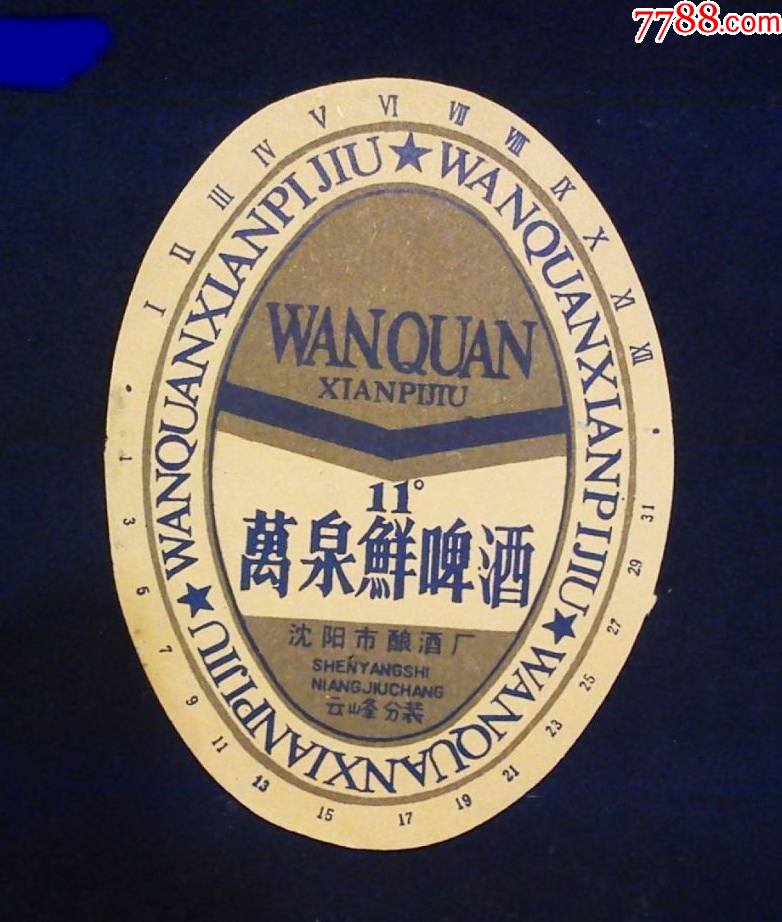 7788.com
I II III IV V VI VII VIII IX X XI XII
WANQUANXIANPIJIU★WANQUANXIANPIJIU★WANQUANXIANPIJIU★
WANQUAN
XIANPIJIU
11°
萬泉鮮啤酒
沈阳市酿酒厂
SHENYANGSHI
NIANGJIUCHANG
云峰分装
1 3 5 7 9 11 13 15 17 19 21 23 25 27 29 31